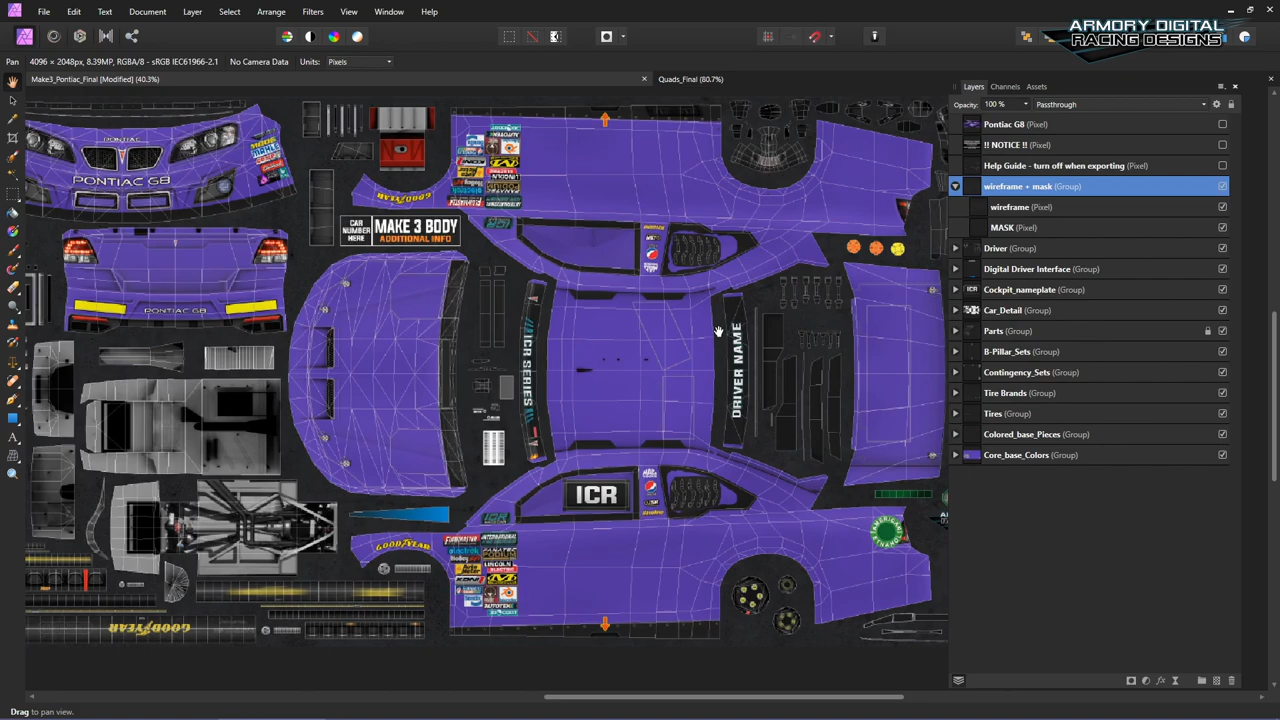 File Edit Text Document Layer Select Arrange Filters View Window Help
ARMORY DIGITAL
RACING DESIGNS
Pan 4096 × 2048px, 8.39MP, RGBA/8 - sRGB IEC61966-2.1 No Camera Data Units: Pixels
Make3_Pontiac_Final [Modified] (40.3%) × Quads_Final (80.7%) ×
Layers Channels Assets
Opacity: 100 % Passthrough
Pontiac G8 (Pixel)
!! NOTICE !! (Pixel)
Help Guide - turn off when exporting (Pixel)
wireframe + mask (Group)
wireframe (Pixel)
MASK (Pixel)
Driver (Group)
Digital Driver Interface (Group)
Cockpit_nameplate (Group)
Car_Detail (Group)
Parts (Group)
B-Pillar_Sets (Group)
Contingency_Sets (Group)
Tire Brands (Group)
Tires (Group)
Colored_base_Pieces (Group)
Core_base_Colors (Group)
PONTIAC
PONTIAC G8
GOODYEAR
CAR
NUMBER
HERE
MAKE 3 BODY
ADDITIONAL INFO
PONTIAC G8
ICR SERIES
DRIVER NAME
ICR
ICR
GOODYEAR
LINCOLN
AMERICAN
ETHANOL
GOODYEAR
Drag to pan view.